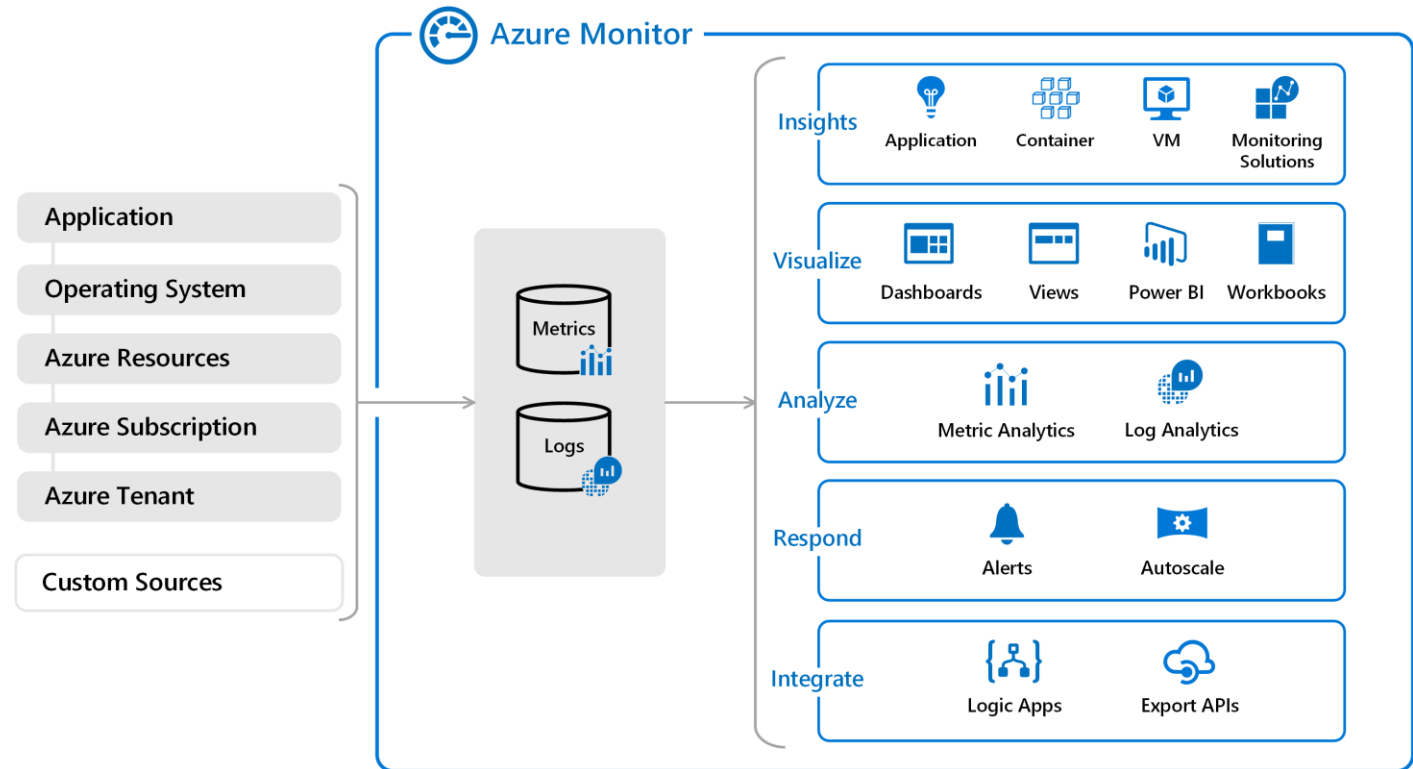 Azure Monitor
Application
Operating System
Azure Resources
Azure Subscription
Azure Tenant
Custom Sources
Metrics
Logs
Insights
Application
Container
VM
Monitoring
Solutions
Visualize
Dashboards
Views
Power BI
Workbooks
Analyze
Metric Analytics
Log Analytics
Respond
Alerts
Autoscale
Integrate
Logic Apps
Export APIs